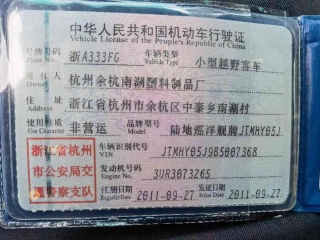 中华人民共和国机动车行驶证
Vehicle License of the People's Republic of China
号牌号码 浙A333FG 车辆类型 小型越野客车
Plate No. Vehicle Type
所有人 杭州余杭南湖塑料制品厂
Owner
住址 浙江省杭州市余杭区中泰乡南湖村
Address
使用性质 非营运 品牌型号 陆地巡洋舰牌JTMHY05J
Use Character Model
浙江省杭州 车辆识别代号 JTMHY05J985007368
VIN
市公安局交 发动机号码 3UR3073265
Engine No.
通警察支队 注册日期 2011-09-27 发证日期 2011-09-27
Register Date Issue Date